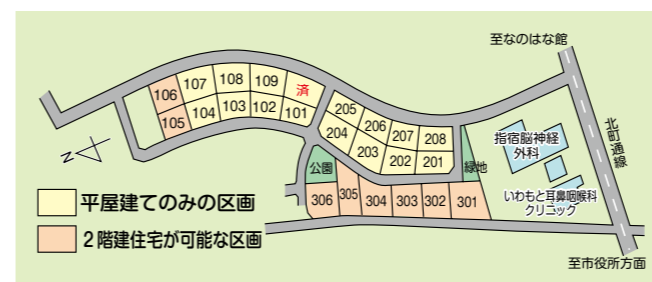 至なのはな館
106
107
108
109
済
105
104
103
102
101
205
206
207
208
204
203
202
201
北町通線
指宿脳神経
外科
緑地
いわもと耳鼻咽喉科
クリニック
公園
306
305
304
303
302
301
N
平屋建てのみの区画
2階建住宅が可能な区画
至市役所方面